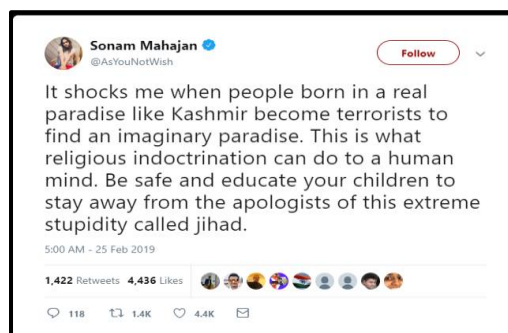 Sonam Mahajan
@AsYouNotWish
Follow
It shocks me when people born in a real
paradise like Kashmir become terrorists to
find an imaginary paradise. This is what
religious indoctrination can do to a human
mind. Be safe and educate your children to
stay away from the apologists of this extreme
stupidity called jihad.
5:00 AM - 25 Feb 2019
1,422 Retweets 4,436 Likes
118 1.4K 4.4K